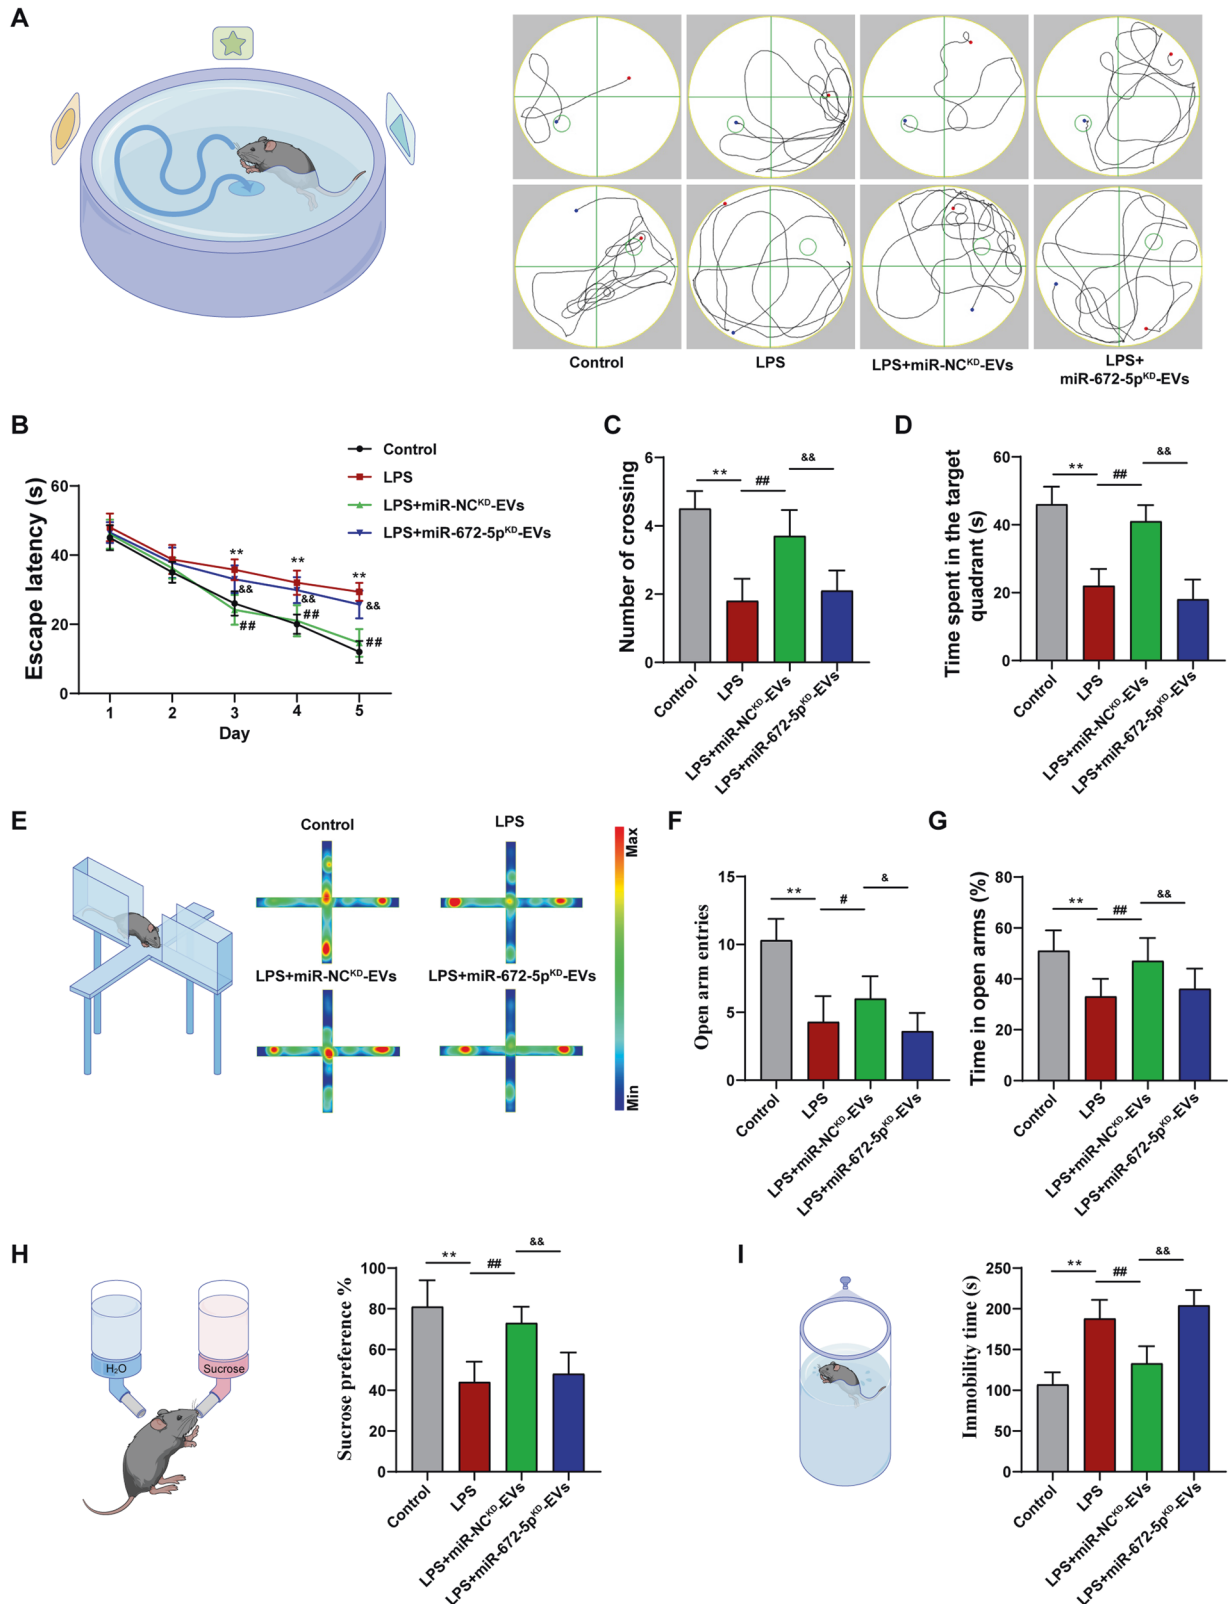 A
Control
LPS
LPS+miR-NC^KD-EVs
LPS+
miR-672-5p^KD-EVs
B
Escape latency (s)
60
40
20
0
1
2
3
4
5
Day
Control
LPS
LPS+miR-NC^KD-EVs
LPS+miR-672-5p^KD-EVs
**
**
**
&&
&&
&&
##
##
##
C
Number of crossing
6
4
2
0
**
##
&&
Control
LPS
LPS+miR-NC^KD-EVs
LPS+miR-672-5p^KD-EVs
D
Time spent in the target
quadrant (s)
60
40
20
0
**
##
&&
Control
LPS
LPS+miR-NC^KD-EVs
LPS+miR-672-5p^KD-EVs
E
Control
LPS
LPS+miR-NC^KD-EVs
LPS+miR-672-5p^KD-EVs
Max
Min
F
Open arm entries
15
10
5
0
**
#
&
Control
LPS
LPS+miR-NC^KD-EVs
LPS+miR-672-5p^KD-EVs
G
Time in open arms (%)
80
60
40
20
0
**
##
&&
Control
LPS
LPS+miR-NC^KD-EVs
LPS+miR-672-5p^KD-EVs
H
H₂O
Sucrose
Sucrose preference %
100
80
60
40
20
0
**
##
&&
Control
LPS
LPS+miR-NC^KD-EVs
LPS+miR-672-5p^KD-EVs
I
Immobility time (s)
250
200
150
100
50
0
**
##
&&
Control
LPS
LPS+miR-NC^KD-EVs
LPS+miR-672-5p^KD-EVs